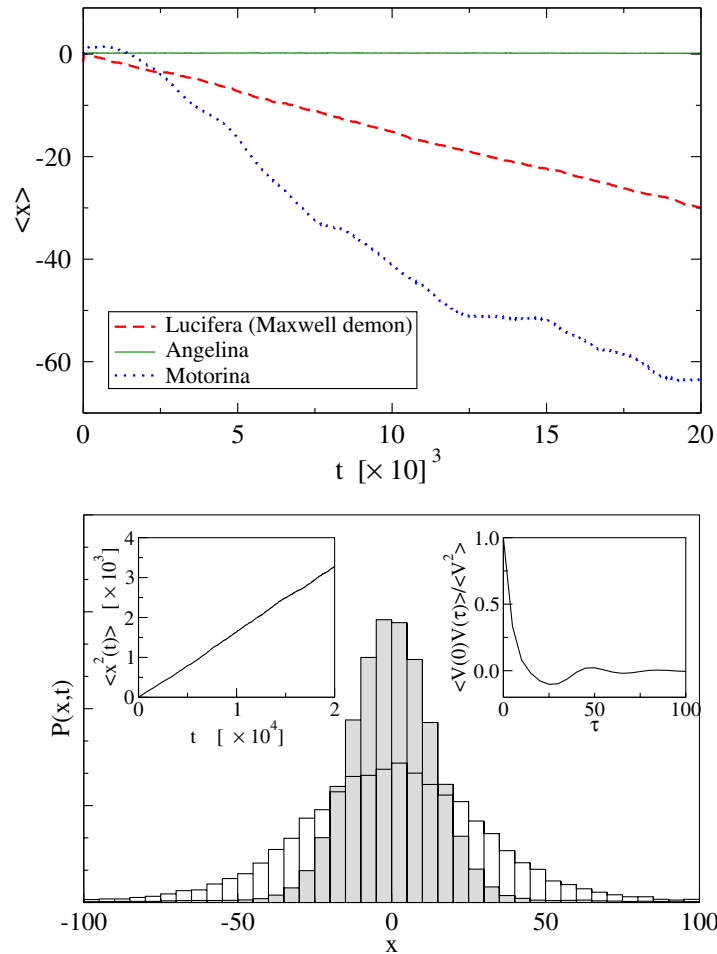 0
-20
-40
-60
<x>
Lucifera (Maxwell demon)
Angelina
Motorina
0 5 10 15 20
t [× 10] ³
P(x,t)
<x²(t)> [× 10³]
4
3
2
1
0
0 1 2
t [× 10⁴]
<V(0)V(τ)>/<V²>
1.0
0.5
0.0
0 50 100
τ
-100 -50 0 50 100
x